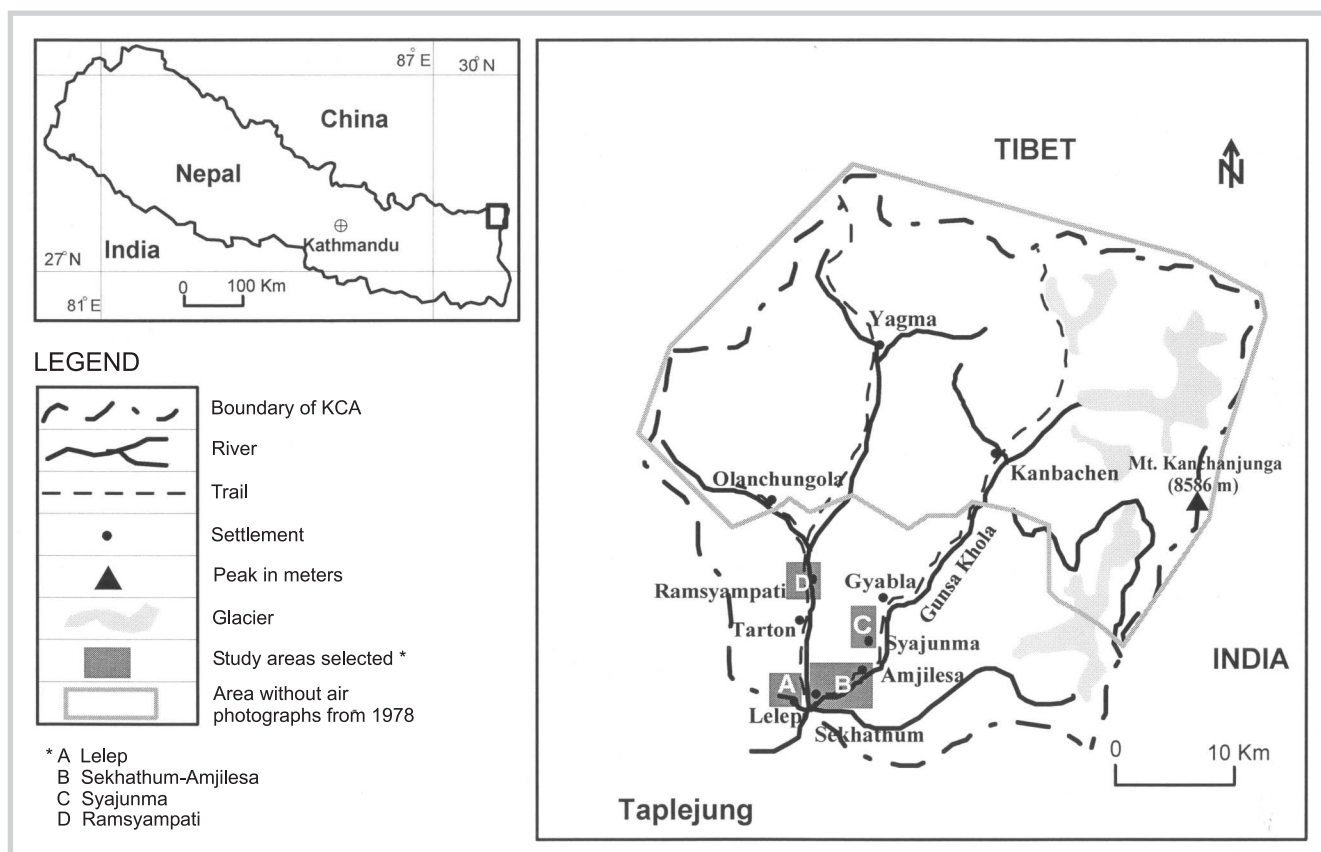 87° E
30° N
China
Nepal
Kathmandu
India
27° N
0 100 Km
81° E
LEGEND
Boundary of KCA
River
Trail
Settlement
Peak in meters
Glacier
Study areas selected *
Area without air
photographs from 1978
* A Lelep
B Sekhathum-Amjilesa
C Syajunma
D Ramsyampati
TIBET
N
Yagma
Olanchungola
Kanbachen
Mt. Kanchanjunga
(8586 m)
Gunsa Khola
D
Ramsyampati
Gyabla
Tarton
C
Syajunma
A
B
Amjilesa
INDIA
Lelep
Sekhathum
0 10 Km
Taplejung